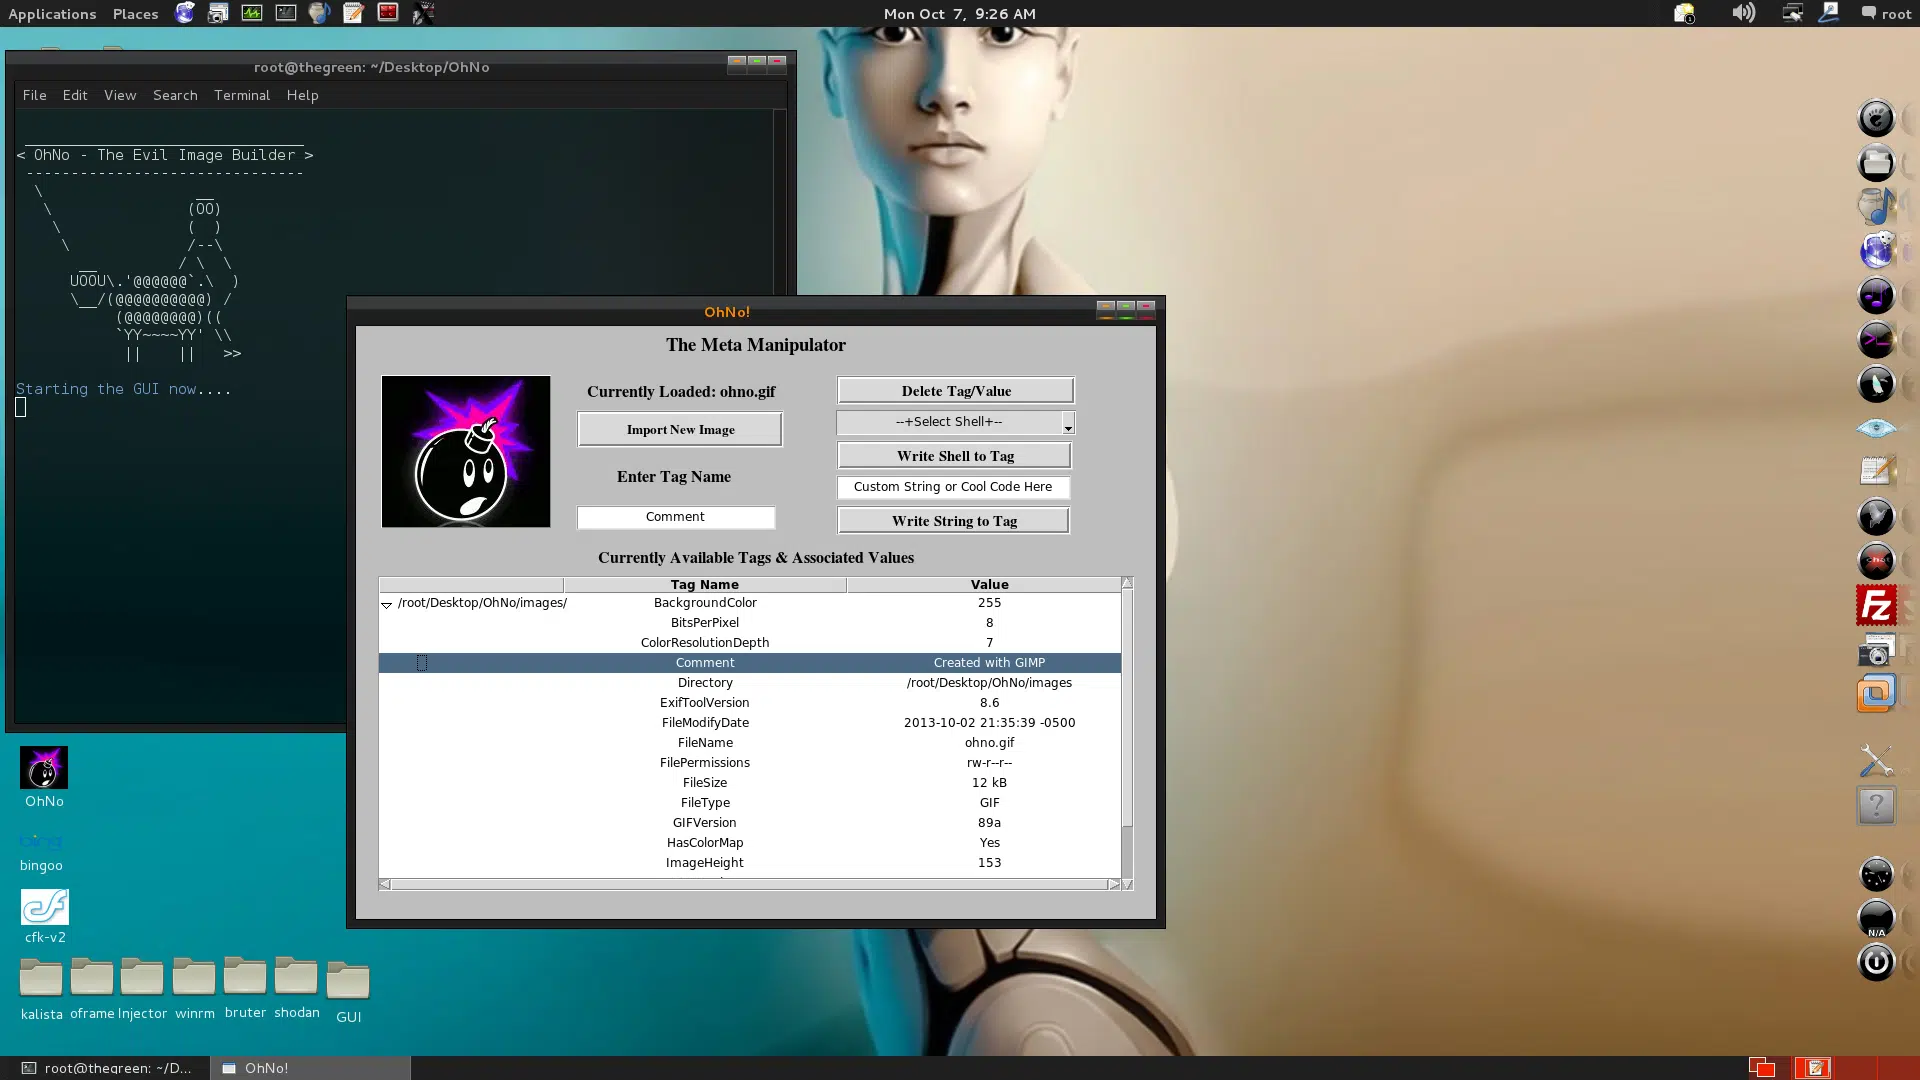 Applications Places Mon Oct 7, 9:26 AM root
root@thegreen: ~/Desktop/OhNo
File Edit View Search Terminal Help
< OhNo - The Evil Image Builder >
------------------------------
\ __
\ (OO)
\ ( )
\ /--\
__ / \ \
UOOU\.'@@@@@@`.\ )
\__/(@@@@@@@@@@) /
(@@@@@@@@)((
`YY~~~~YY' \\
|| || >>
Starting the GUI now....
OhNo!
The Meta Manipulator
Currently Loaded: ohno.gif
Delete Tag/Value
--+Select Shell+--
Import New Image
Write Shell to Tag
Enter Tag Name
Custom String or Cool Code Here
Comment
Write String to Tag
Currently Available Tags & Associated Values
Tag Name Value
/root/Desktop/OhNo/images/ BackgroundColor 255
BitsPerPixel 8
ColorResolutionDepth 7
Comment Created with GIMP
Directory /root/Desktop/OhNo/images
ExifToolVersion 8.6
FileModifyDate 2013-10-02 21:35:39 -0500
FileName ohno.gif
FilePermissions rw-r--r--
FileSize 12 kB
FileType GIF
GIFVersion 89a
HasColorMap Yes
ImageHeight 153
OhNo
bing
bingoo
cfk-v2
kalista oframe Injector winrm bruter shodan GUI
Fz
N/A
root@thegreen: ~/D... OhNo!